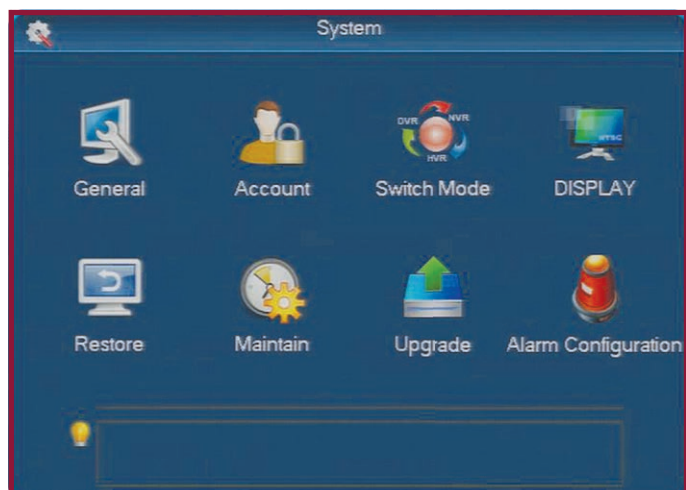 System
DVR NVR
HVR
General Account Switch Mode DISPLAY
Restore Maintain Upgrade Alarm Configuration